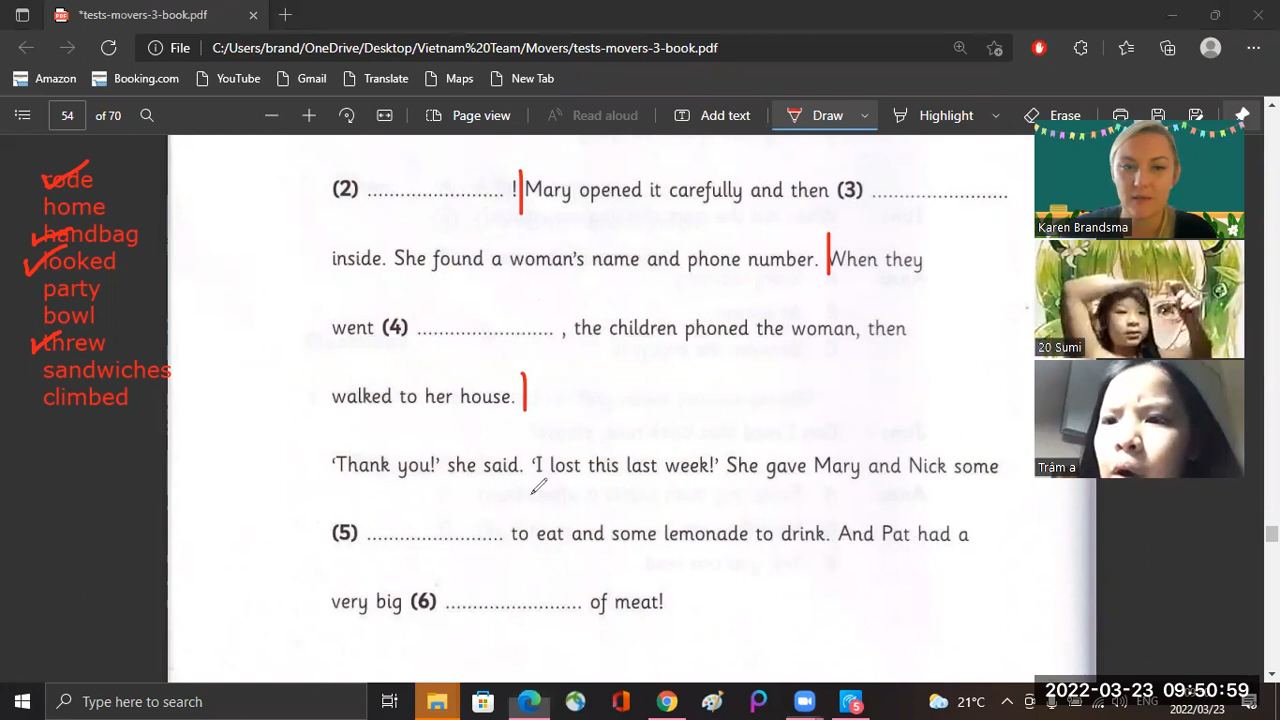 *tests-movers-3-book.pdf
File
C:/Users/brand/OneDrive/Desktop/Vietnam%20Team/Movers/tests-movers-3-book.pdf
Amazon Booking.com YouTube Gmail Translate Maps New Tab
54 of 70 Page view Read aloud Add text Draw Highlight Erase
rode
home
handbag
looked
party
bowl
threw
sandwiches
climbed
(2) .......................... ! Mary opened it carefully and then (3) ..........................
inside. She found a woman's name and phone number. When they
went (4) .......................... , the children phoned the woman, then
walked to her house.
'Thank you!' she said. 'I lost this last week!' She gave Mary and Nick some
(5) .......................... to eat and some lemonade to drink. And Pat had a
very big (6) .......................... of meat!
Karen Brandsma
20 Sumi
Trâm a
Type here to search
5
21°C
ENG
2022-03-23 09:50:59
2022/03/23